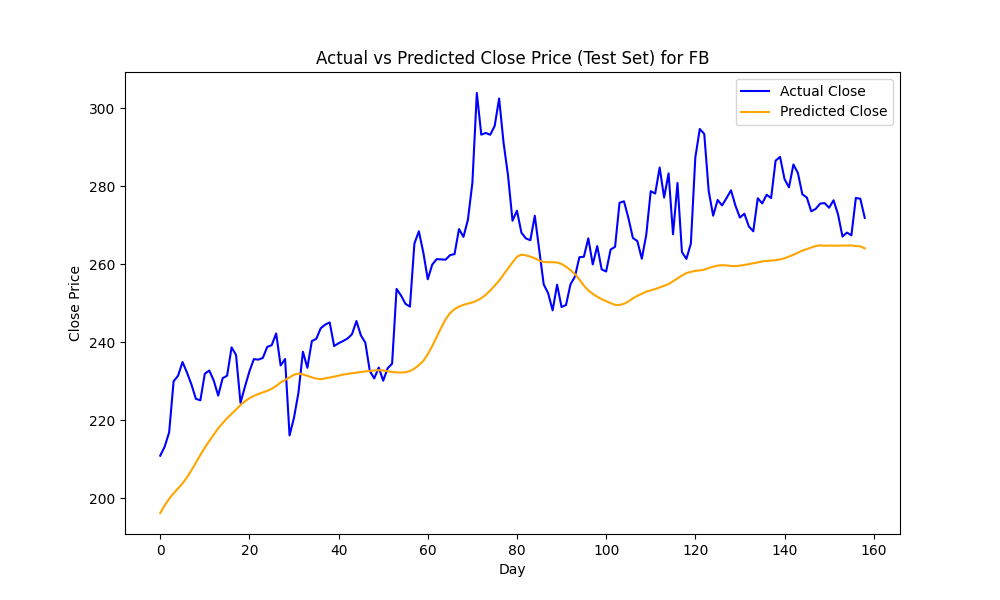 Actual vs Predicted Close Price (Test Set) for FB
Actual Close
Predicted Close
Close Price
300
280
260
240
220
200
0 20 40 60 80 100 120 140 160
Day